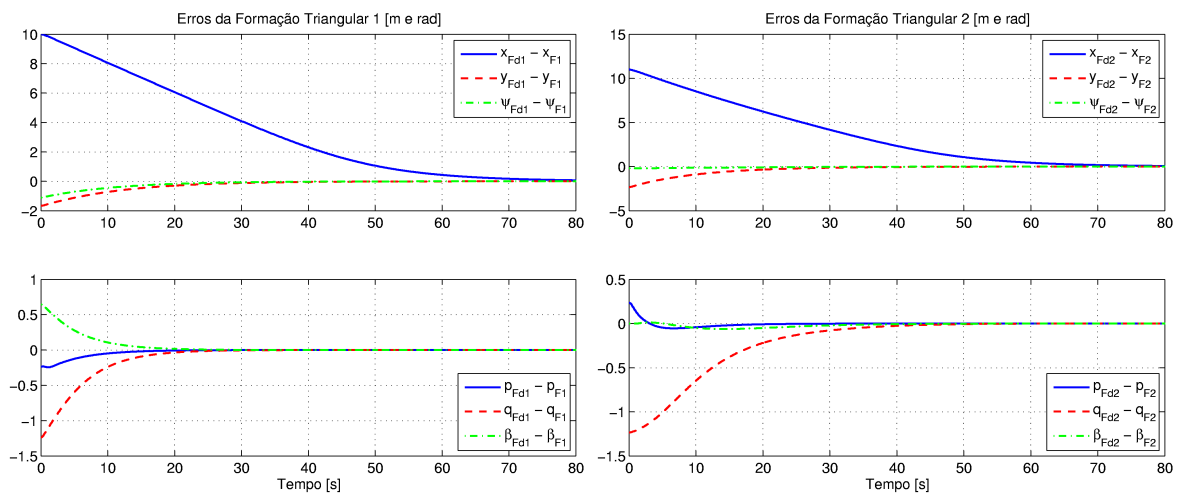 Erros da Formação Triangular 1 [m e rad]
10
8
6
4
2
0
−2
0 10 20 30 40 50 60 70 80
x_Fd1 − x_F1
y_Fd1 − y_F1
ψ_Fd1 − ψ_F1
Erros da Formação Triangular 2 [m e rad]
15
10
5
0
−5
0 10 20 30 40 50 60 70 80
x_Fd2 − x_F2
y_Fd2 − y_F2
ψ_Fd2 − ψ_F2
1
0.5
0
−0.5
−1
−1.5
0 10 20 30 40 50 60 70 80
p_Fd1 − p_F1
q_Fd1 − q_F1
β_Fd1 − β_F1
Tempo [s]
0.5
0
−0.5
−1
−1.5
0 10 20 30 40 50 60 70 80
p_Fd2 − p_F2
q_Fd2 − q_F2
β_Fd2 − β_F2
Tempo [s]